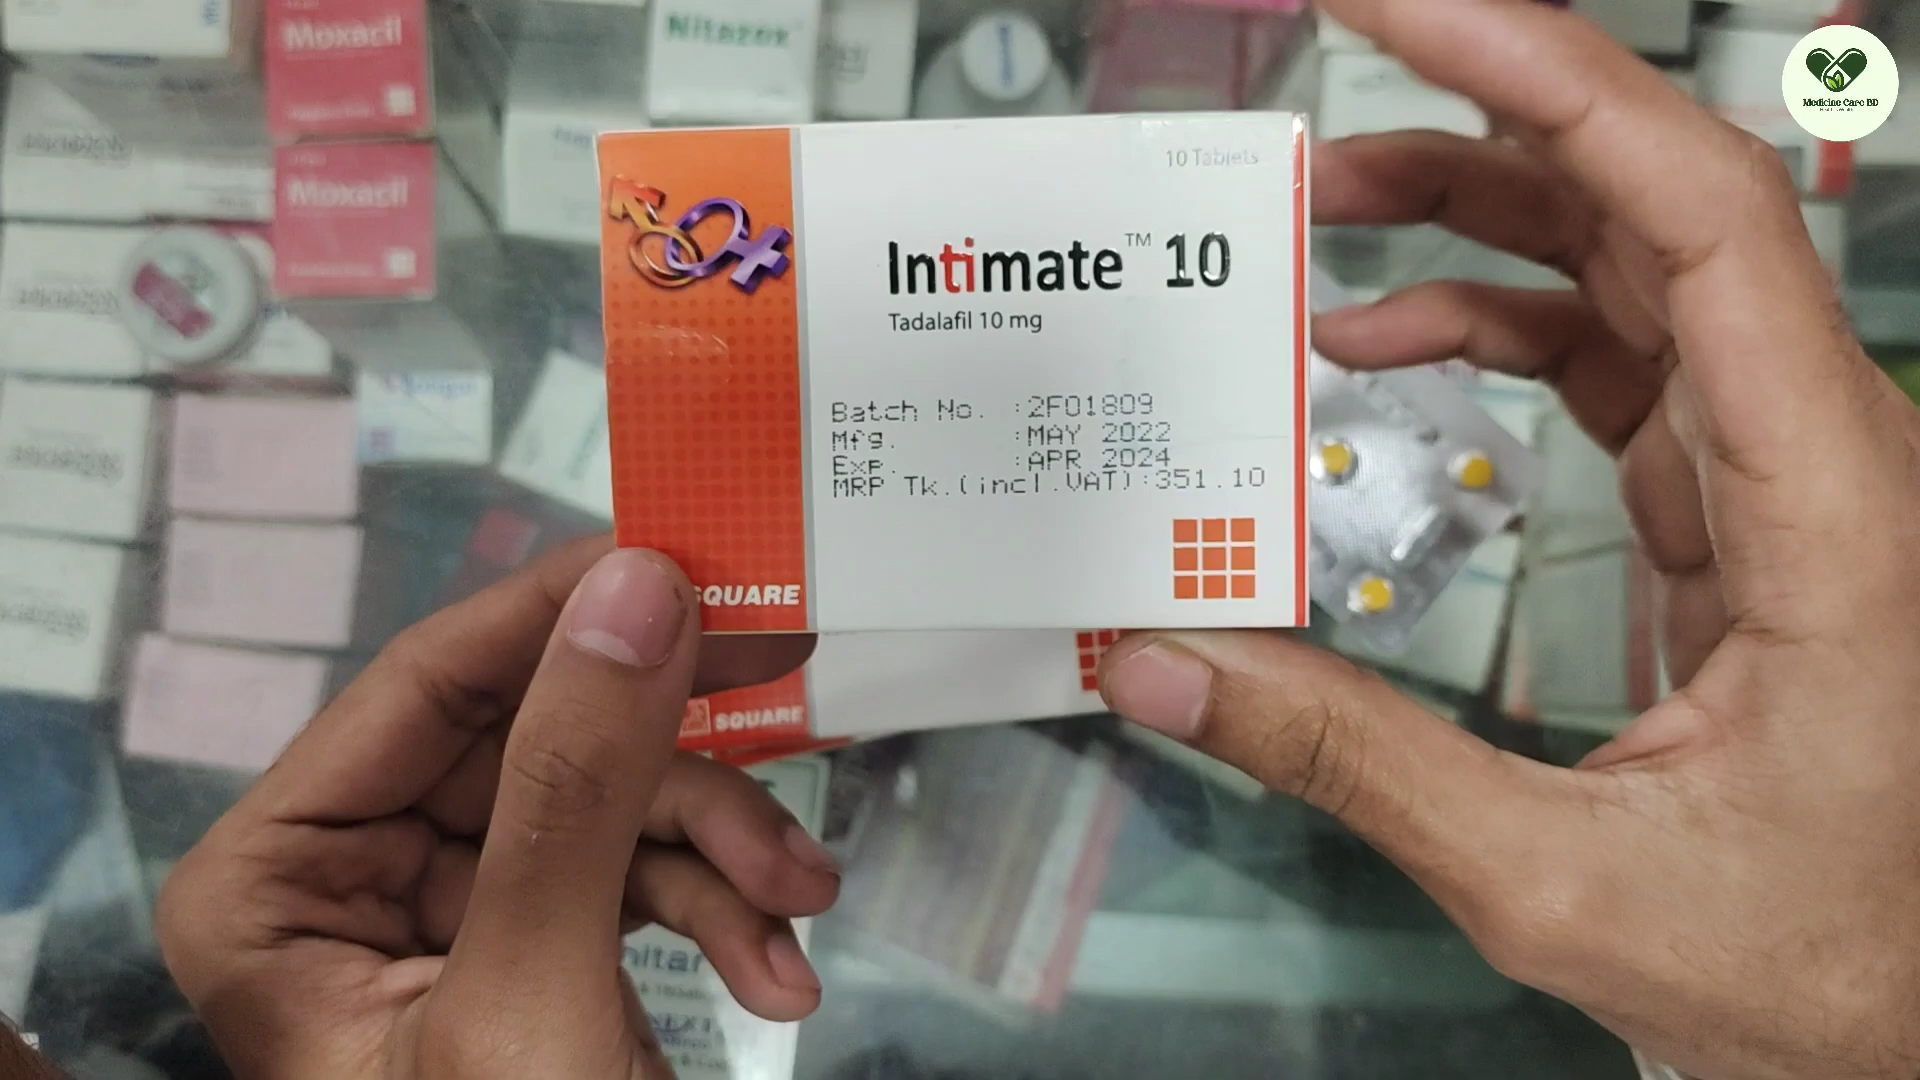 Moxacil
Nitazox
Medicine Care BD
Moxacil
10 Tablets
Intimate™ 10
Tadalafil 10 mg
Batch No. :2F01809
Mfg. :MAY 2022
Exp. :APR 2024
MRP Tk.(incl.VAT):351.10
SQUARE
SQUARE